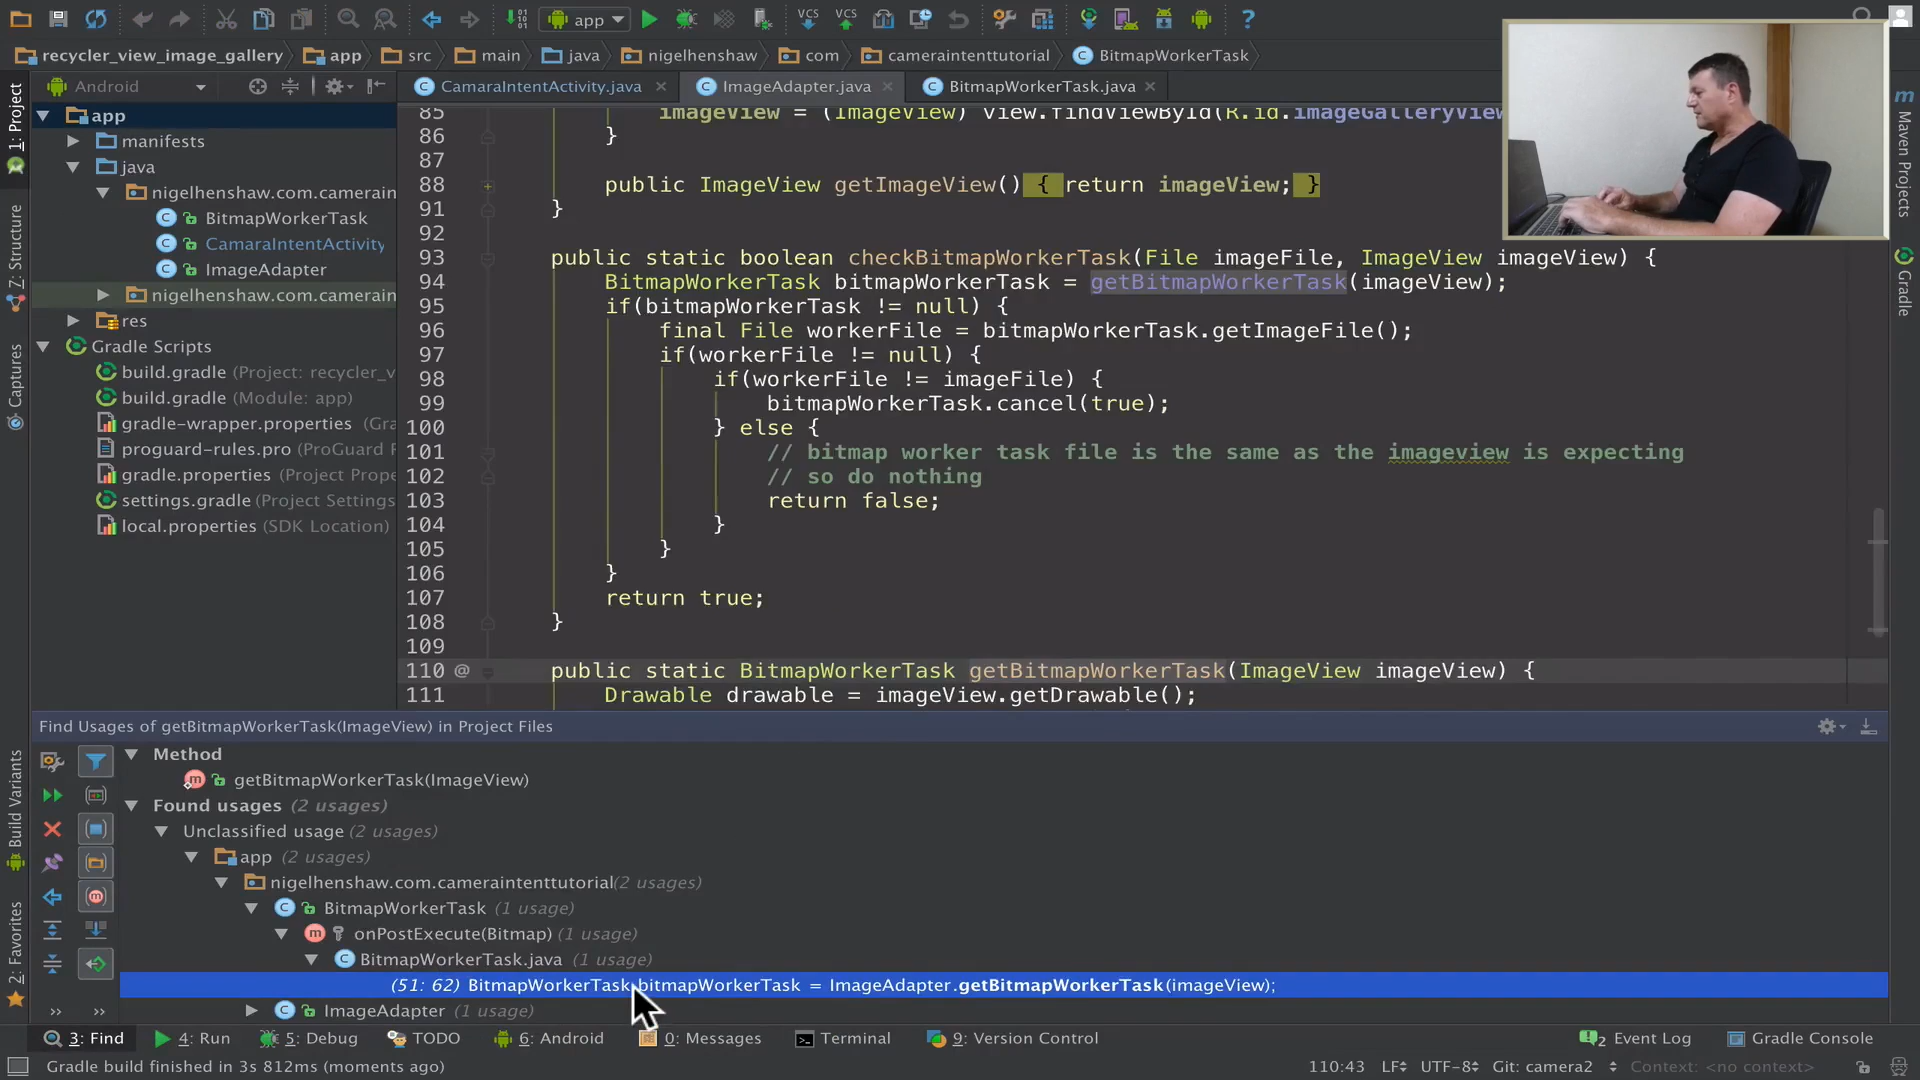 app
recycler_view_image_gallery
app
src
main
java
nigelhenshaw
com
cameraintenttutorial
BitmapWorkerTask
Android
CamaraIntentActivity.java
ImageAdapter.java
BitmapWorkerTask.java
1: Project
7: Structure
Captures
Build Variants
2: Favorites
Maven Projects
Gradle
app
manifests
java
nigelhenshaw.com.camerain
BitmapWorkerTask
CamaraIntentActivity
ImageAdapter
nigelhenshaw.com.camerain
res
Gradle Scripts
build.gradle (Project: recycler_v
build.gradle (Module: app)
gradle-wrapper.properties (Gra
proguard-rules.pro (ProGuard
gradle.properties (Project Prope
settings.gradle (Project Settings
local.properties (SDK Location)
85 imageView = (ImageView) view.findViewById(R.id.imageGalleryView
86 }
87
88 public ImageView getImageView() { return imageView; }
91 }
92
93 public static boolean checkBitmapWorkerTask(File imageFile, ImageView imageView) {
94 BitmapWorkerTask bitmapWorkerTask = getBitmapWorkerTask(imageView);
95 if(bitmapWorkerTask != null) {
96 final File workerFile = bitmapWorkerTask.getImageFile();
97 if(workerFile != null) {
98 if(workerFile != imageFile) {
99 bitmapWorkerTask.cancel(true);
100 } else {
101 // bitmap worker task file is the same as the imageview is expecting
102 // so do nothing
103 return false;
104 }
105 }
106 }
107 return true;
108 }
109
110 @ public static BitmapWorkerTask getBitmapWorkerTask(ImageView imageView) {
111 Drawable drawable = imageView.getDrawable();
Find Usages of getBitmapWorkerTask(ImageView) in Project Files
Method
getBitmapWorkerTask(ImageView)
Found usages (2 usages)
Unclassified usage (2 usages)
app (2 usages)
nigelhenshaw.com.cameraintenttutorial (2 usages)
BitmapWorkerTask (1 usage)
onPostExecute(Bitmap) (1 usage)
BitmapWorkerTask.java (1 usage)
(51: 62) BitmapWorkerTask bitmapWorkerTask = ImageAdapter.getBitmapWorkerTask(imageView);
ImageAdapter (1 usage)
3: Find 4: Run 5: Debug TODO 6: Android 0: Messages Terminal 9: Version Control 2 Event Log Gradle Console
Gradle build finished in 3s 812ms (moments ago) 110:43 LF UTF-8 Git: camera2 Context: <no context>